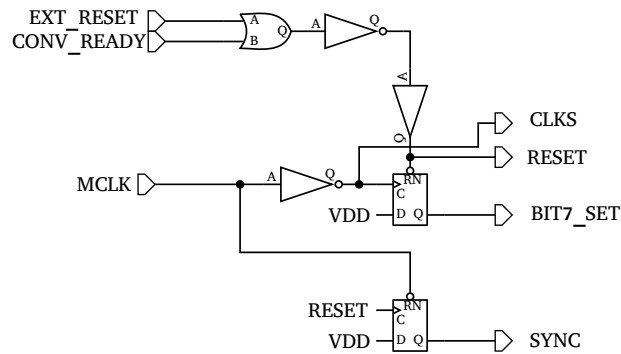 EXT_RESET
CONV_READY
A
B
Q
A
Q
A
Q
CLKS
RESET
MCLK
A
Q
RN
C
VDD
D Q
BIT7_SET
RESET
RN
C
VDD
D Q
SYNC